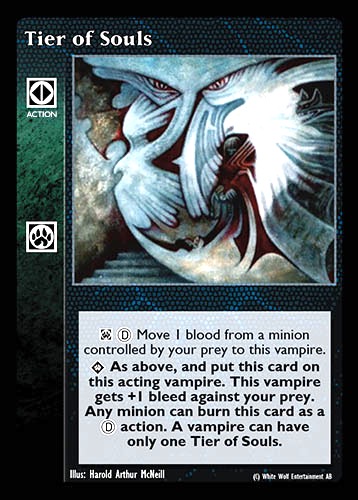 Tier of Souls
ACTION
D Move 1 blood from a minion
controlled by your prey to this vampire.
As above, and put this card on
this acting vampire. This vampire
gets +1 bleed against your prey.
Any minion can burn this card as a
D action. A vampire can have
only one Tier of Souls.
Illus: Harold Arthur McNeill
(C) White Wolf Entertainment AB